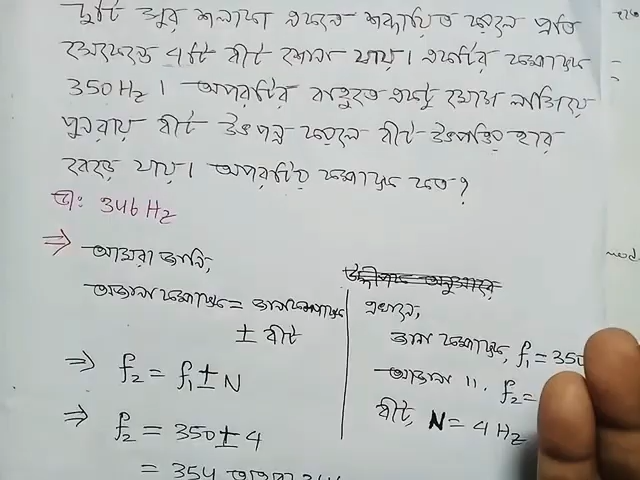 দুটি সুর শলাকা একত্রে শব্দায়িত করলে প্রতি
সেকেন্ডে 4টি বীট শোনা যায়। একটির কম্পাঙ্ক
350 Hz। অপরটির বাহুতে একটু মোম লাগিয়ে
পুনরায় বীট উৎপন্ন করলে বীট উৎপত্তির হার
বেড়ে যায়। অপরটির কম্পাঙ্ক কত?
উ: 346 Hz
⇒ আমরা জানি,
অজানা কম্পাঙ্ক = জানা কম্পাঙ্ক
± বীট
⇒ f₂ = f₁ ± N
⇒ f₂ = 350 ± 4
= 354 অথবা
এখানে,
জানা কম্পাঙ্ক, f₁ = 350
অজানা ", f₂ =
বীট, N = 4 Hz